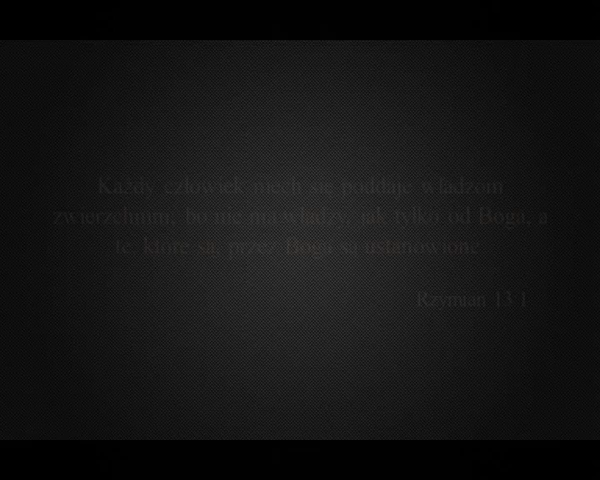 Każdy człowiek niech się poddaje władzom
zwierzchnim; bo nie ma władzy, jak tylko od Boga, a
te, które są, przez Boga są ustanowione
Rzymian 13:1